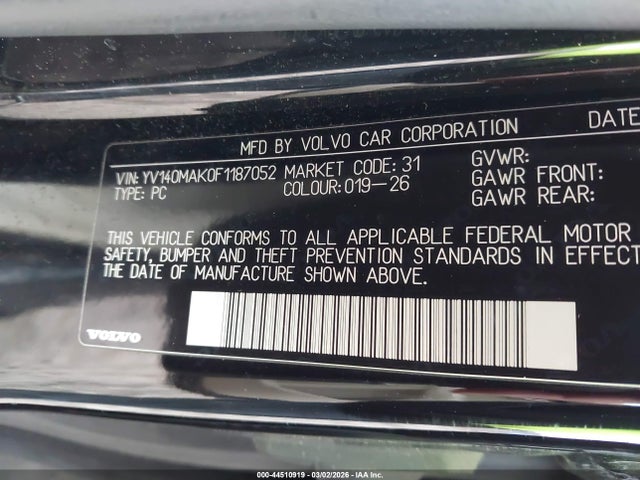 MFD BY VOLVO CAR CORPORATION DATE
VIN: YV140MAK0F1187052 MARKET CODE: 31 GVWR:
TYPE: PC COLOUR: 019-26 GAWR FRONT:
GAWR REAR:
THIS VEHICLE CONFORMS TO ALL APPLICABLE FEDERAL MOTOR
SAFETY, BUMPER AND THEFT PREVENTION STANDARDS IN EFFECT
THE DATE OF MANUFACTURE SHOWN ABOVE.
VOLVO
000-44510919 | 03/02/2026 | IAA Inc.